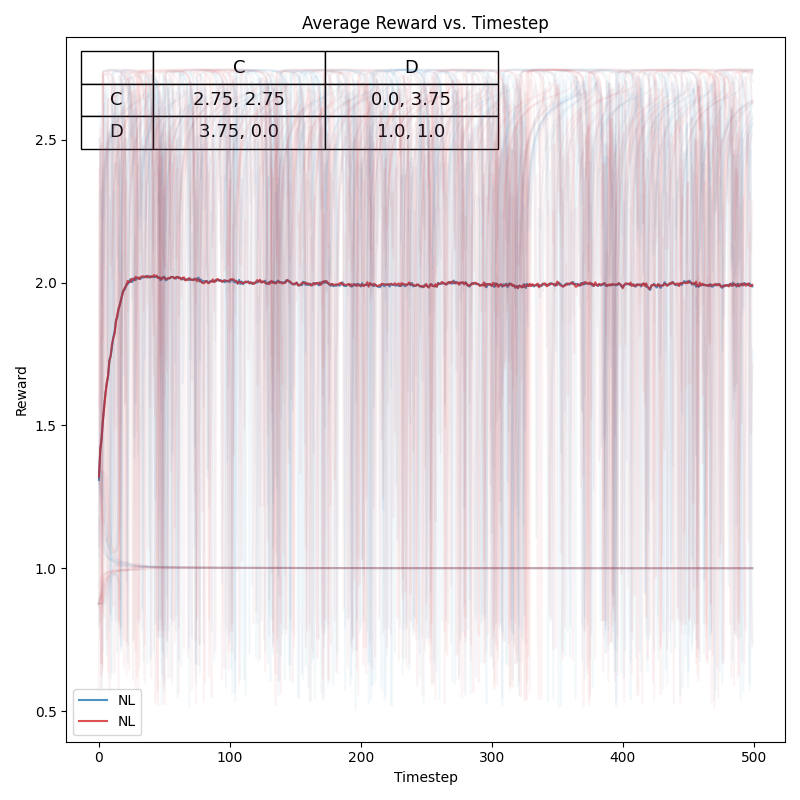 Average Reward vs. Timestep
C D
C 2.75, 2.75 0.0, 3.75
D 3.75, 0.0 1.0, 1.0
2.5
2.0
1.5
1.0
0.5
Reward
NL
NL
0 100 200 300 400 500
Timestep